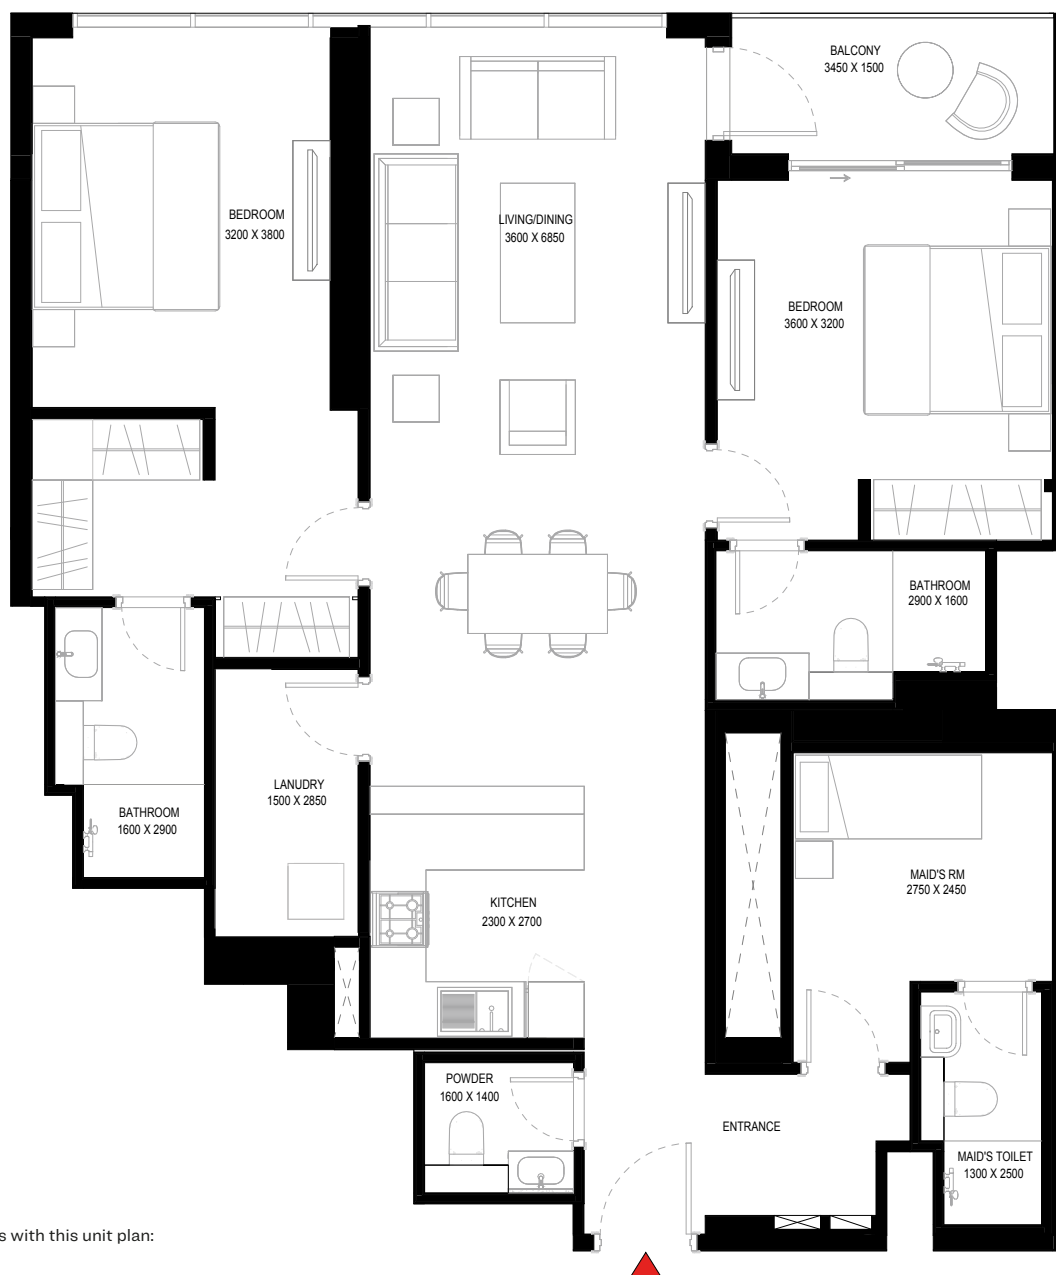 BALCONY
3450 X 1500
BEDROOM
3200 X 3800
LIVING/DINING
3600 X 6850
BEDROOM
3600 X 3200
BATHROOM
2900 X 1600
LANUDRY
1500 X 2850
BATHROOM
1600 X 2900
KITCHEN
2300 X 2700
MAID'S RM
2750 X 2450
POWDER
1600 X 1400
ENTRANCE
MAID'S TOILET
1300 X 2500
s with this unit plan: